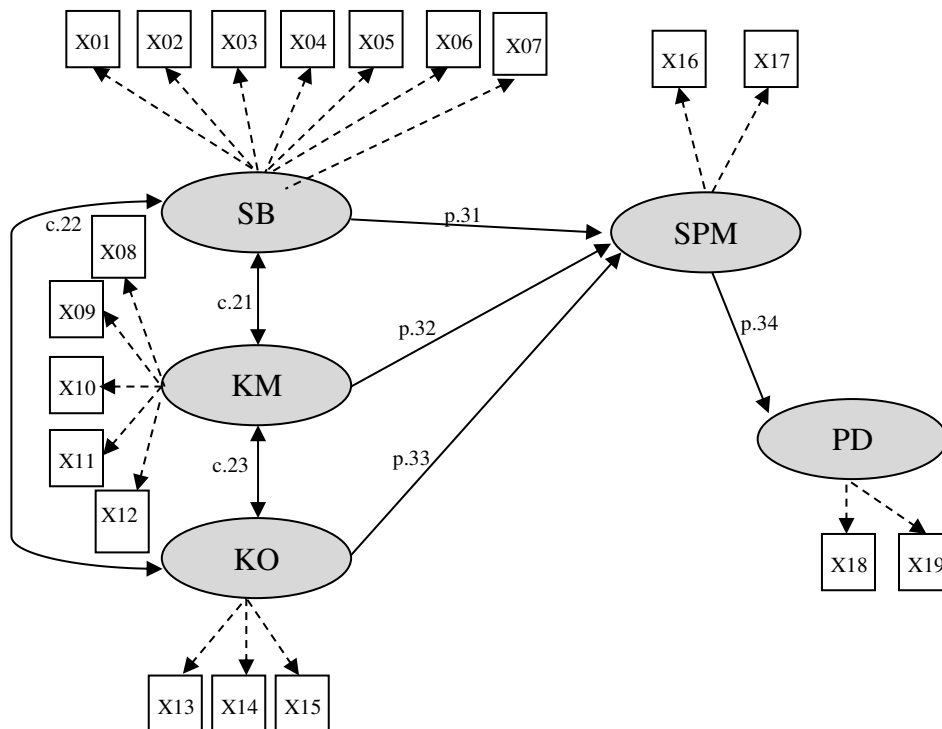 X01 X02 X03 X04 X05 X06 X07
X16 X17
SB
SPM
PD
KM
KO
c.22
c.21
c.23
p.31
p.32
p.33
p.34
X08
X09
X10
X11
X12
X13 X14 X15
X18 X19